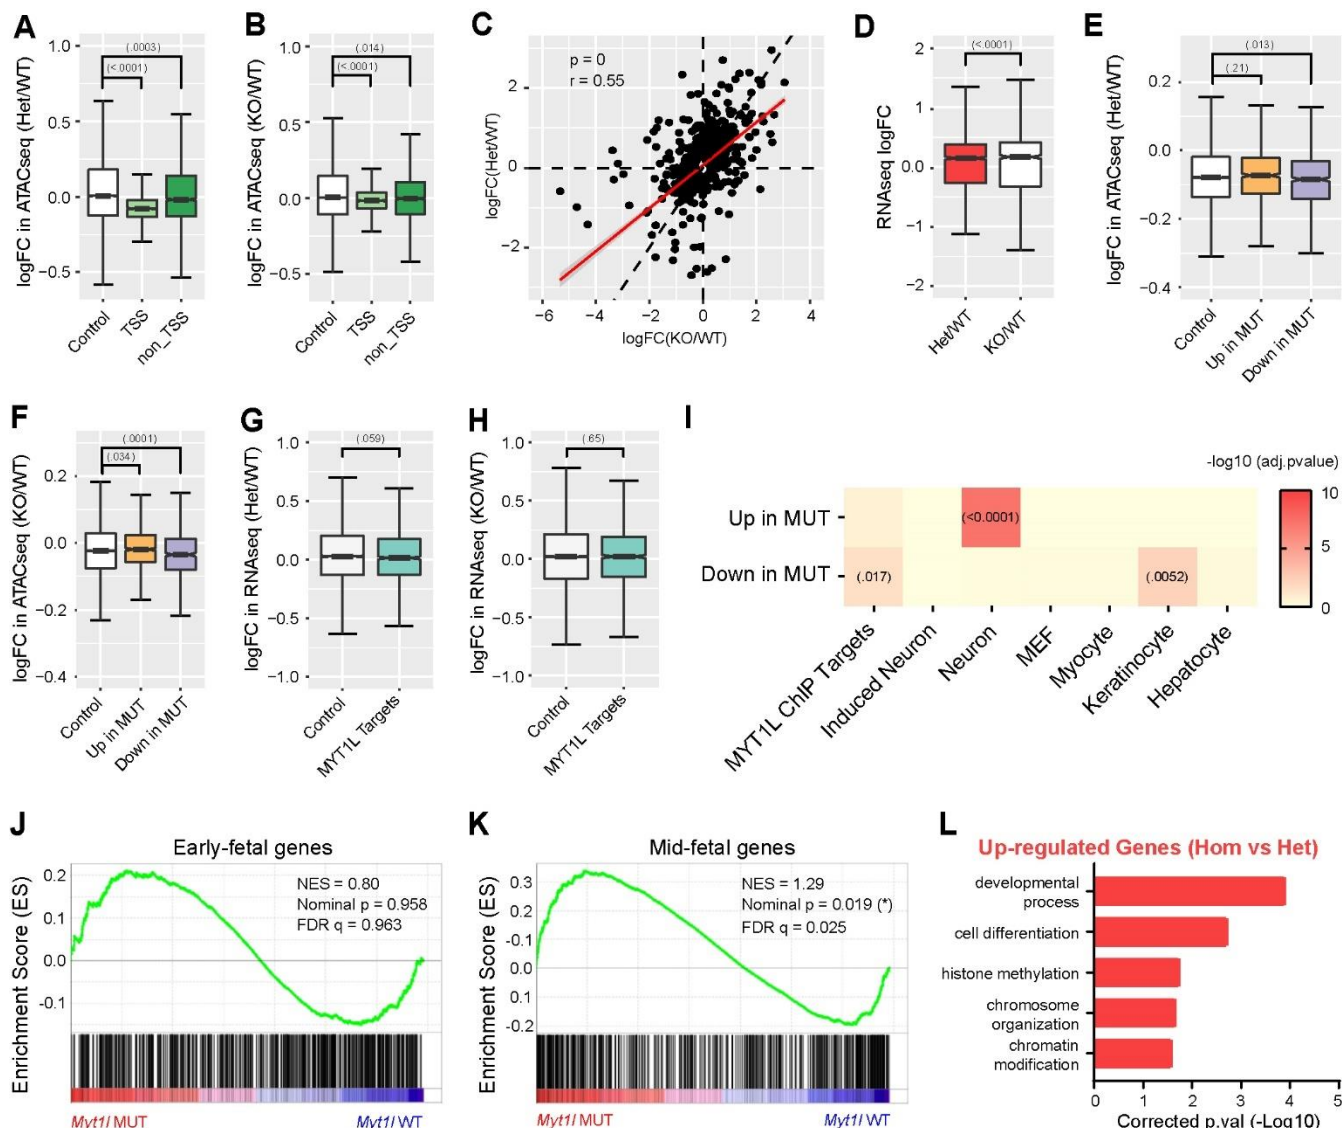 A
logFC in ATACseq (Het/WT)
1.0
0.5
0.0
−0.5
(.0003)
(<.0001)
Control
TSS
non_TSS
B
logFC in ATACseq (KO/WT)
1.0
0.5
0.0
−0.5
(.014)
(<.0001)
Control
TSS
non_TSS
C
logFC(Het/WT)
2
0
−2
p = 0
r = 0.55
−6
−4
−2
0
2
4
logFC(KO/WT)
D
RNAseq logFC
2
1
0
−1
−2
(<.0001)
Het/WT
KO/WT
E
logFC in ATACseq (Het/WT)
0.2
0.0
−0.2
−0.4
(.013)
(.21)
Control
Up in MUT
Down in MUT
F
logFC in ATACseq (KO/WT)
0.2
0.0
−0.2
−0.4
(.0001)
(.034)
Control
Up in MUT
Down in MUT
G
logFC in RNAseq (Het/WT)
1.0
0.5
0.0
−0.5
−1.0
(.059)
Control
MYT1L Targets
H
logFC in RNAseq (KO/WT)
1.0
0.5
0.0
−0.5
−1.0
(.65)
Control
MYT1L Targets
I
-log10 (adj.pvalue)
10
5
0
Up in MUT
(<0.0001)
Down in MUT
(.017)
(.0052)
MYT1L ChIP Targets
Induced Neuron
Neuron
MEF
Myocyte
Keratinocyte
Hepatocyte
J
Early-fetal genes
Enrichment Score (ES)
0.2
0.1
0.0
-0.1
NES = 0.80
Nominal p = 0.958
FDR q = 0.963
Myt1l MUT
Myt1l WT
K
Mid-fetal genes
Enrichment Score (ES)
0.3
0.2
-0.1
0.0
0.1
-0.2
NES = 1.29
Nominal p = 0.019 (*)
FDR q = 0.025
Myt1l MUT
Myt1l WT
L
Up-regulated Genes (Hom vs Het)
developmental
process
cell differentiation
histone methylation
chromosome
organization
chromatin
modification
0
1
2
3
4
5
Corrected p.val (-Log10)